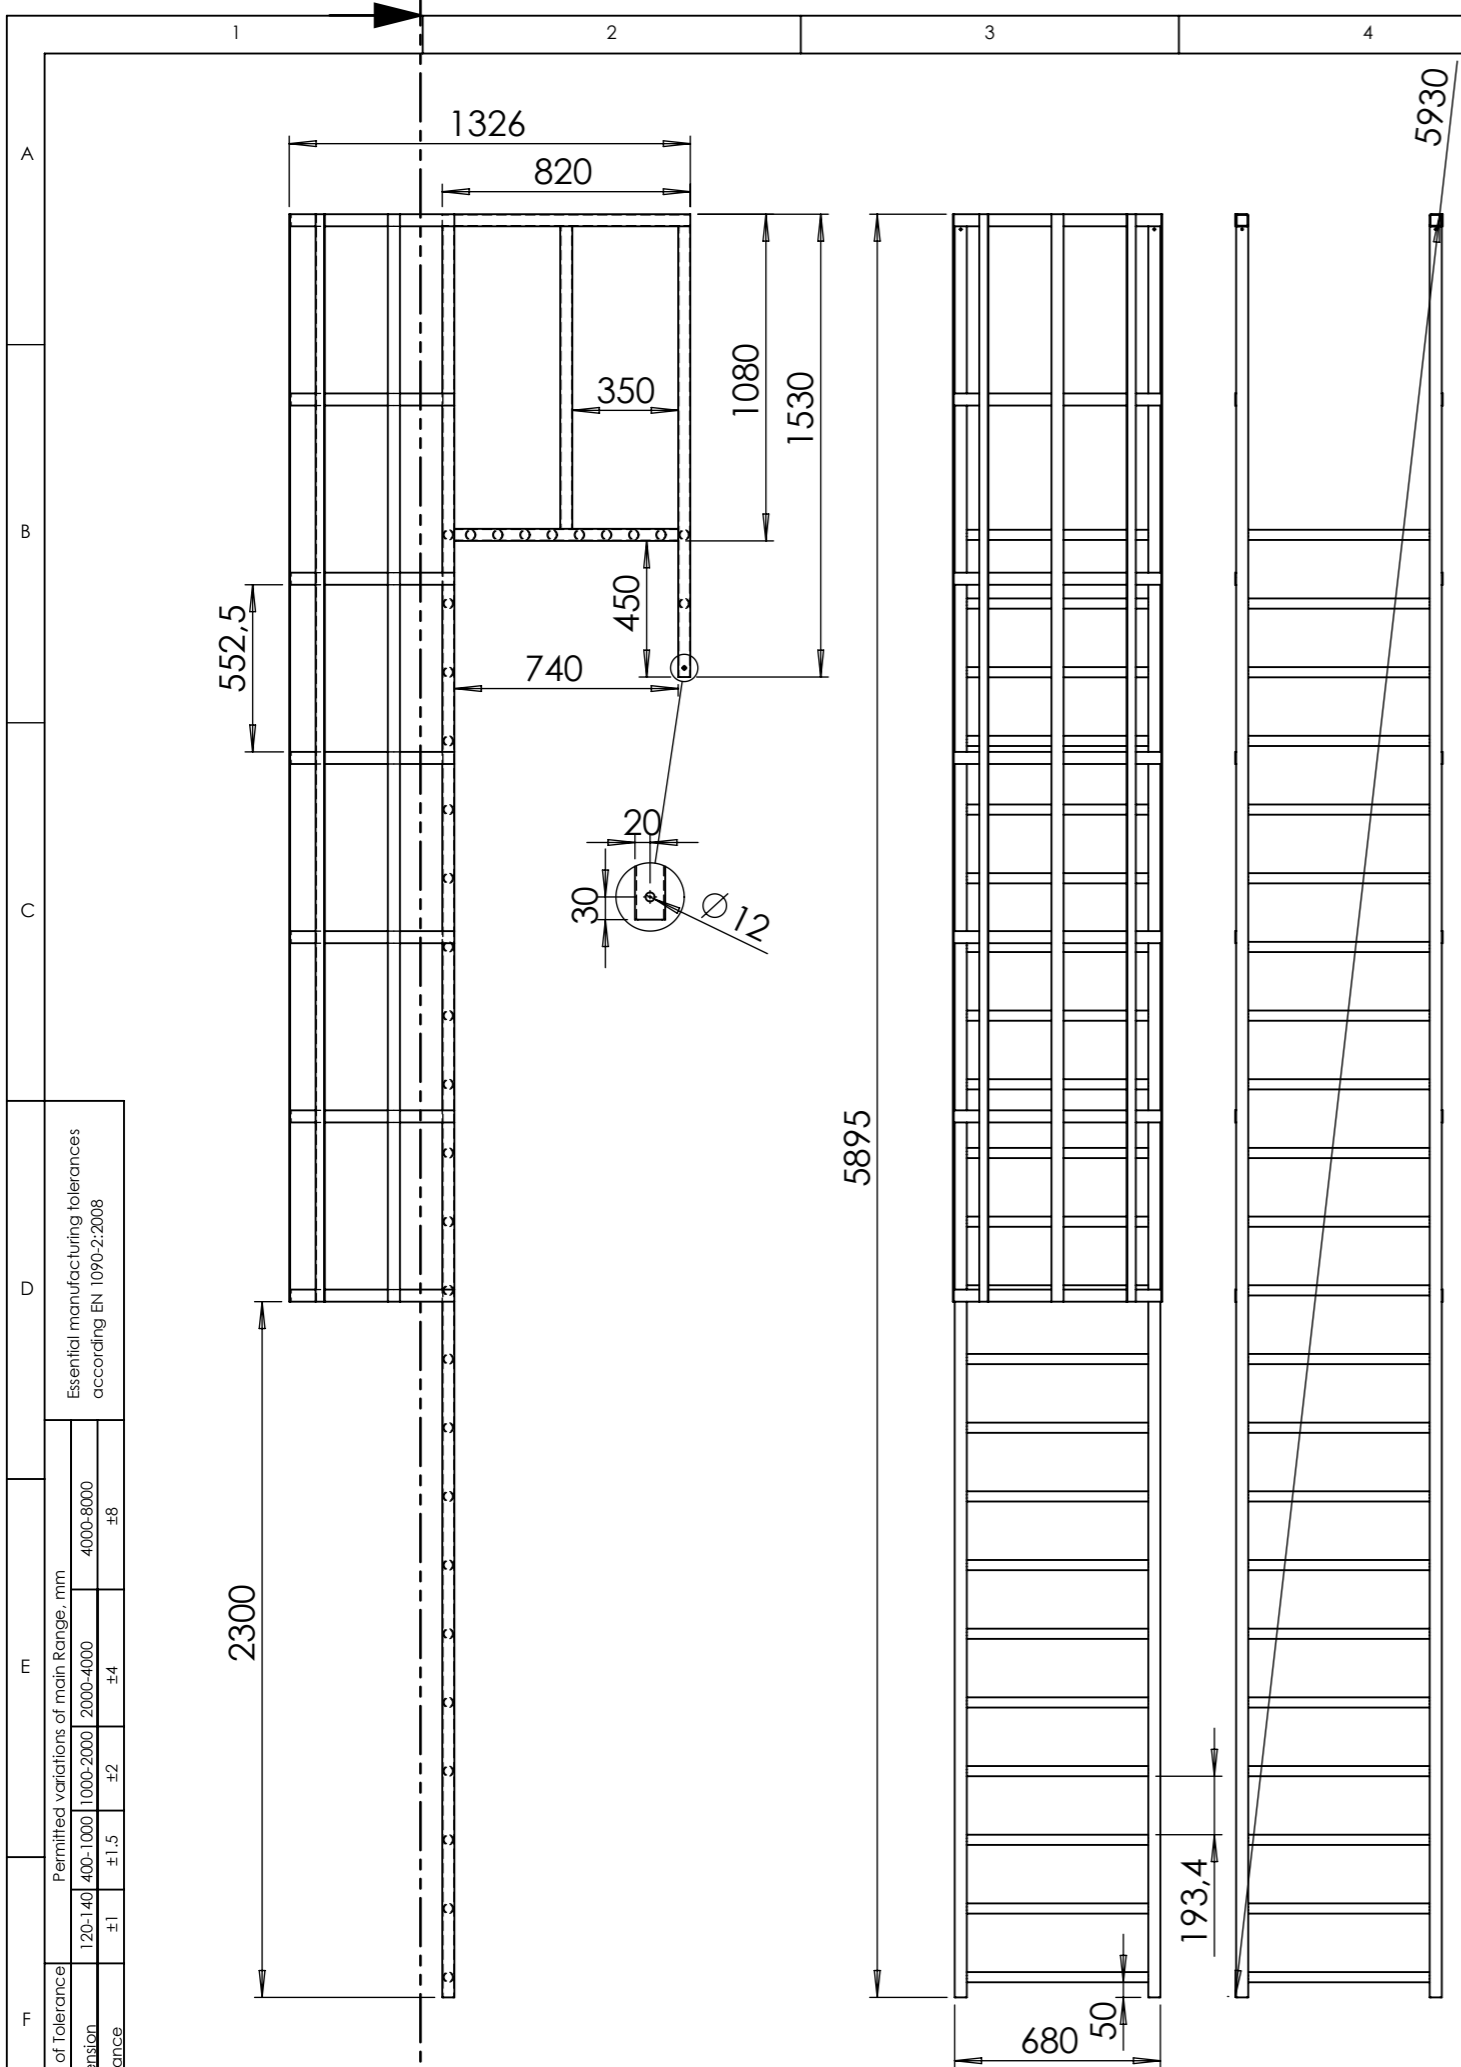 1
2
3
4
A
B
C
D
E
F
1326
820
5930
1080
1530
350
450
552,5
740
20
30
∅12
5895
2300
193,4
50
680
Essential manufacturing tolerances
according EN 1090-2:2008
Permitted variations of main Range, mm
120-140 400-1000 1000-2000 2000-4000 4000-8000
±1 ±1.5 ±2 ±4 ±8
of Tolerance